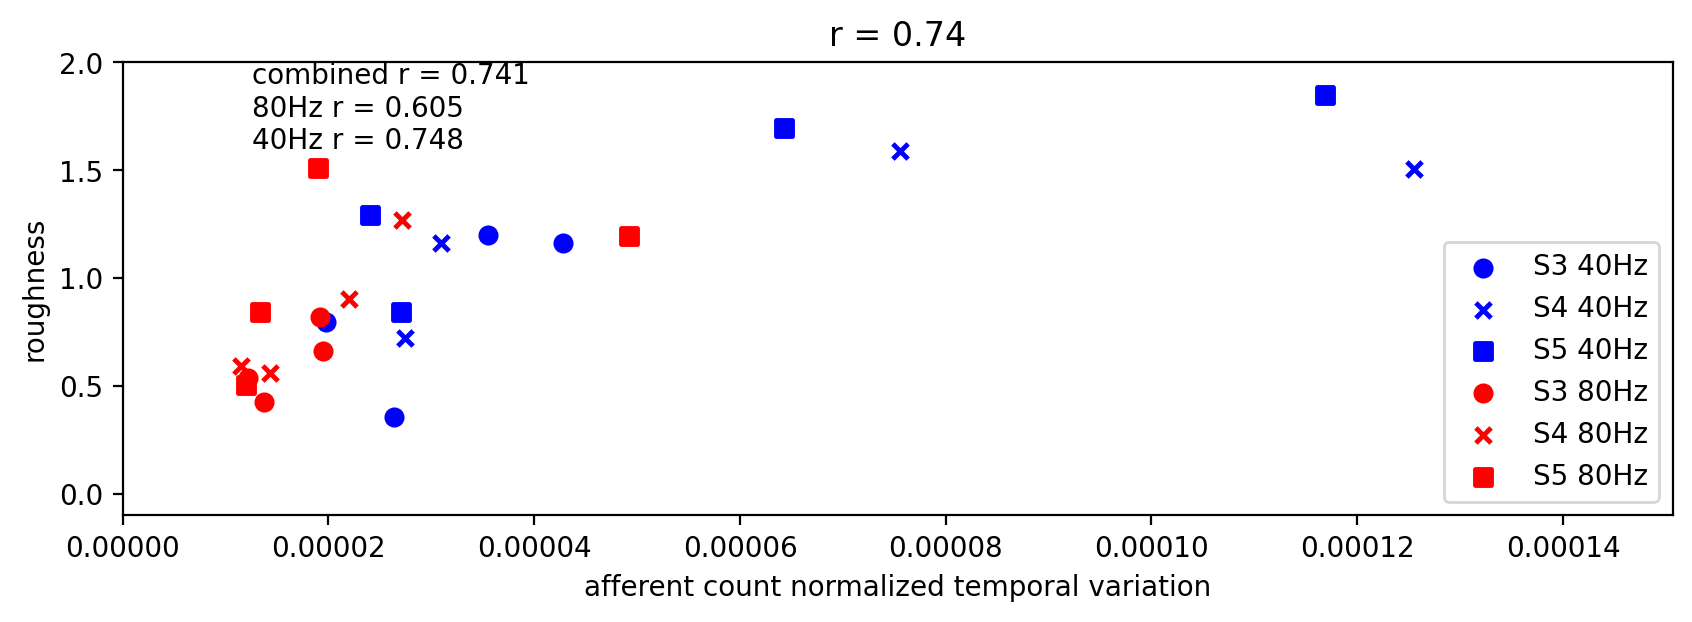 r = 0.74
combined r = 0.741
80Hz r = 0.605
40Hz r = 0.748
roughness
2.0
1.5
1.0
0.5
0.0
S3 40Hz
S4 40Hz
S5 40Hz
S3 80Hz
S4 80Hz
S5 80Hz
0.00000 0.00002 0.00004 0.00006 0.00008 0.00010 0.00012 0.00014
afferent count normalized temporal variation